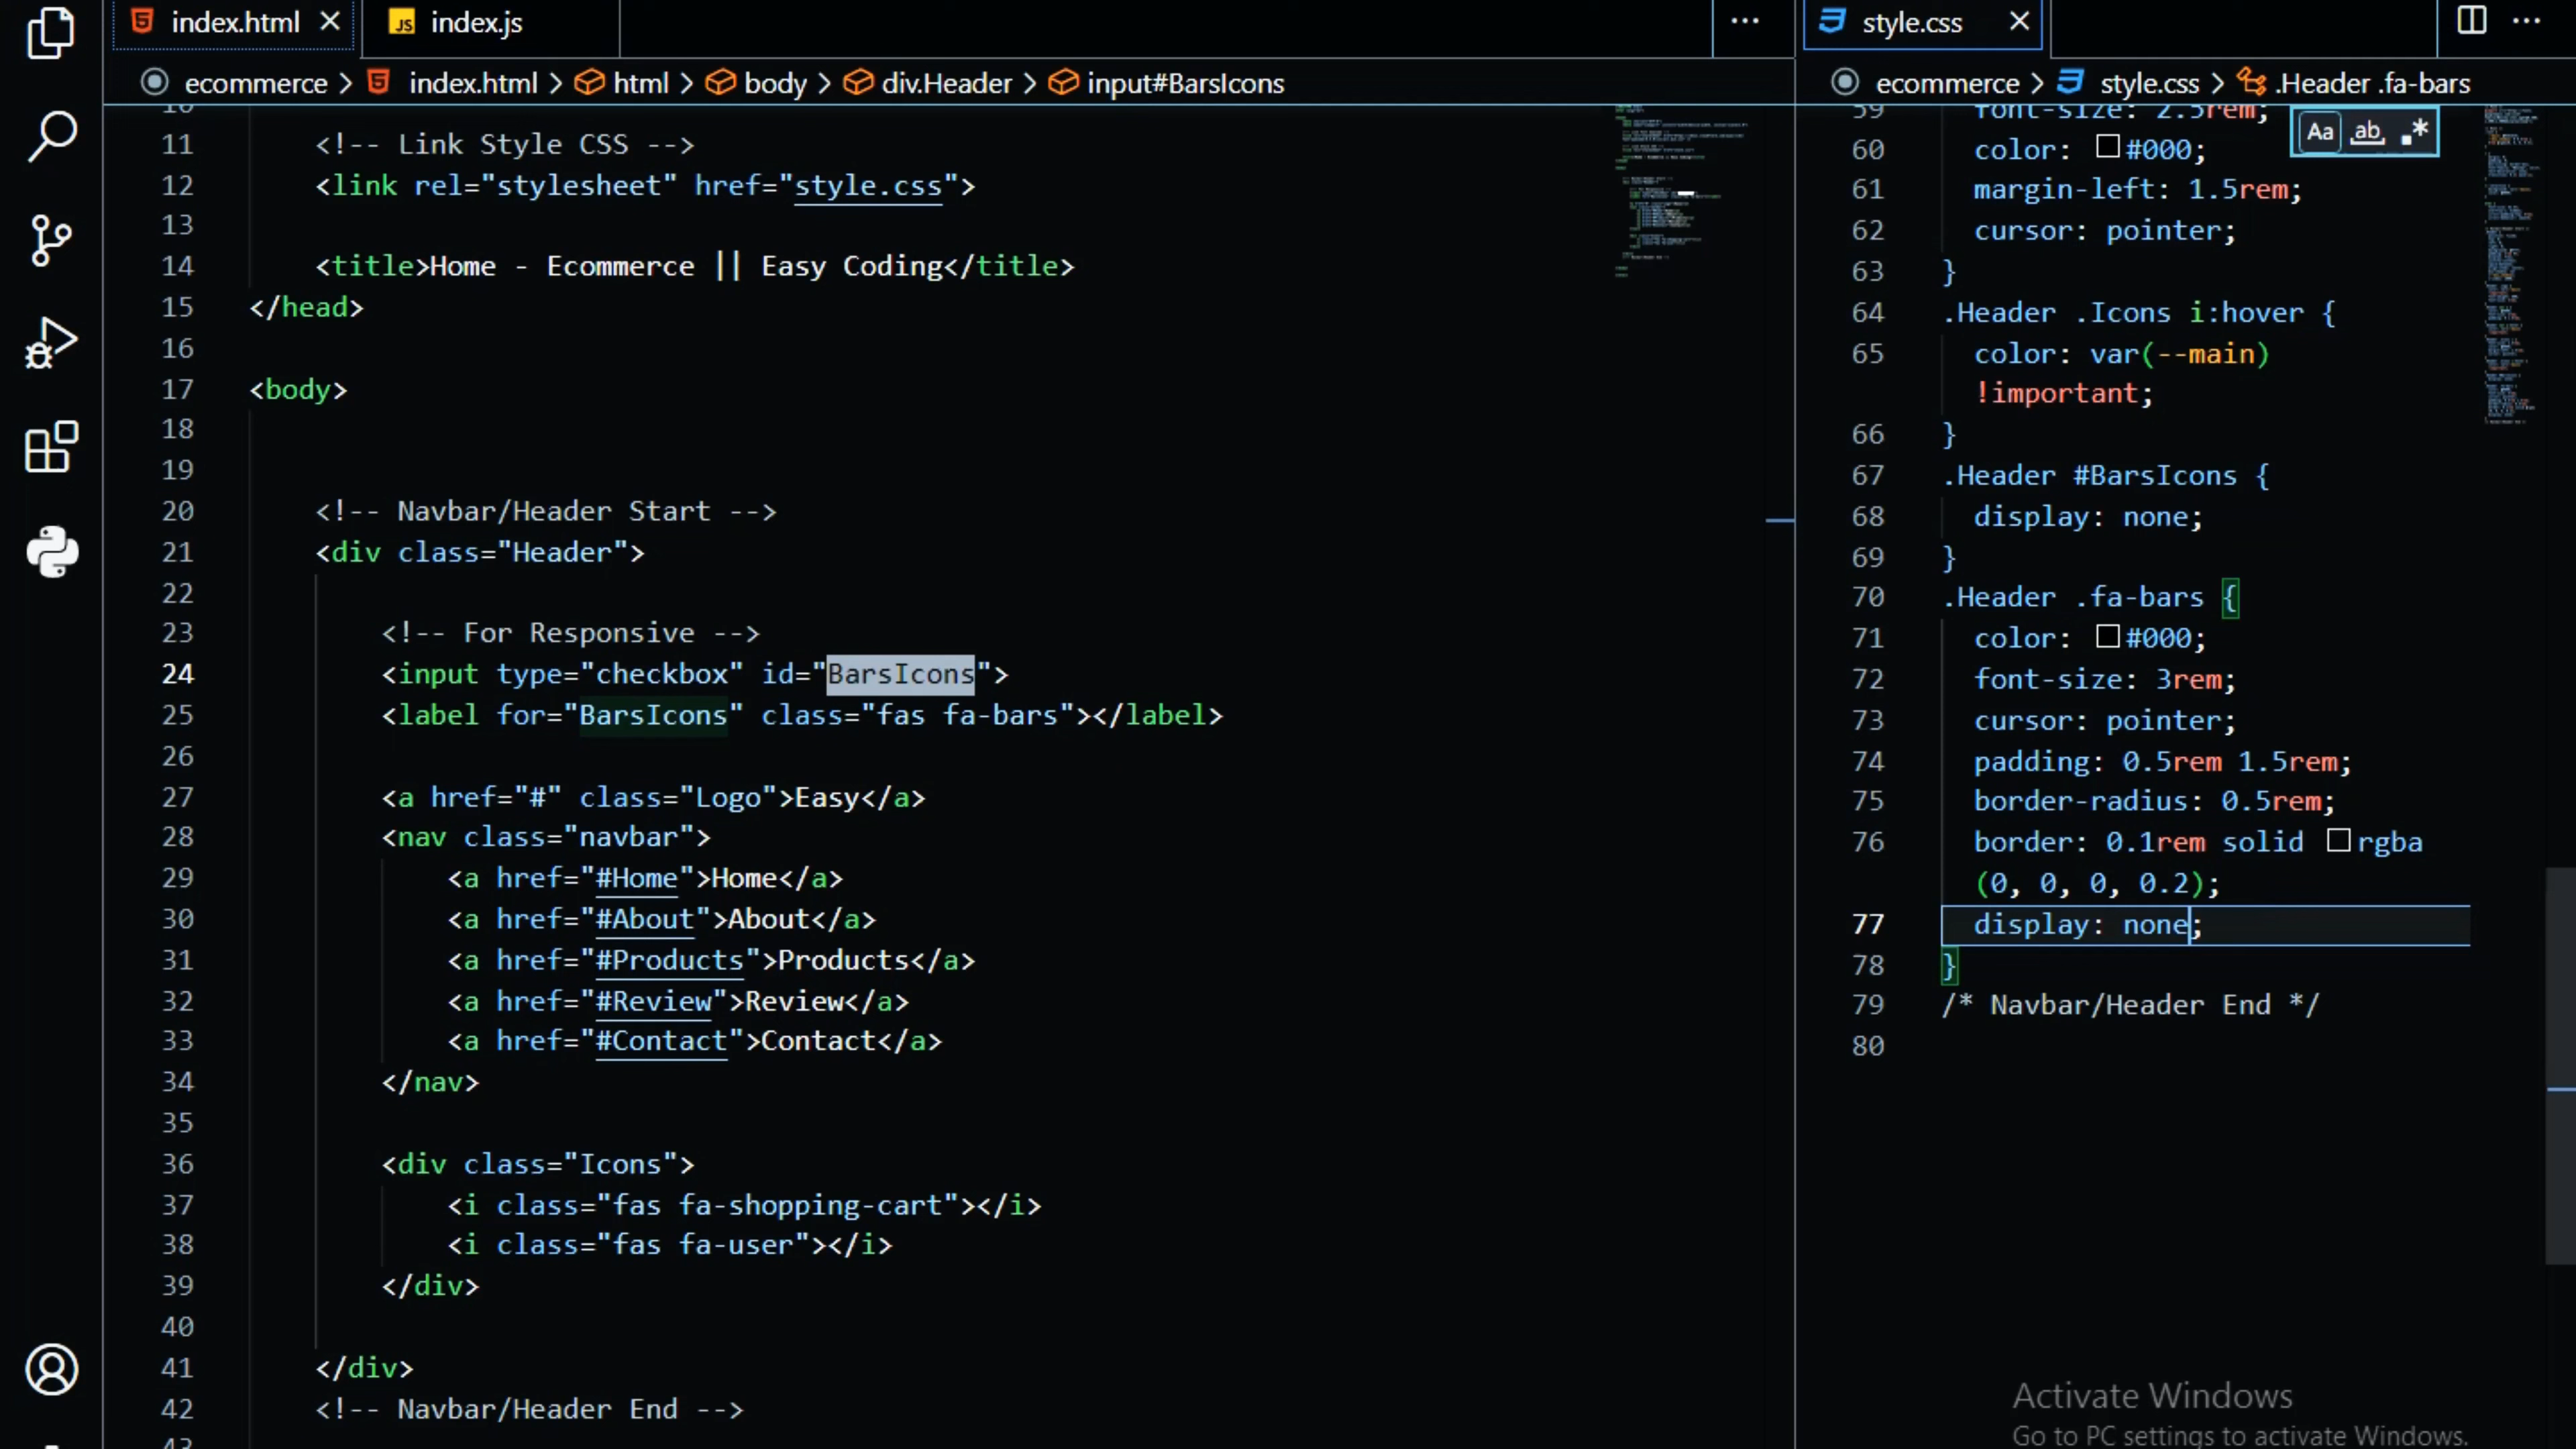 index.html
index.js
ecommerce > index.html > html > body > div.Header > input#BarsIcons
11 <!-- Link Style CSS -->
12 <link rel="stylesheet" href="style.css">
13
14 <title>Home - Ecommerce || Easy Coding</title>
15 </head>
16
17 <body>
18
19
20 <!-- Navbar/Header Start -->
21 <div class="Header">
22
23 <!-- For Responsive -->
24 <input type="checkbox" id="BarsIcons">
25 <label for="BarsIcons" class="fas fa-bars"></label>
26
27 <a href="#" class="Logo">Easy</a>
28 <nav class="navbar">
29 <a href="#Home">Home</a>
30 <a href="#About">About</a>
31 <a href="#Products">Products</a>
32 <a href="#Review">Review</a>
33 <a href="#Contact">Contact</a>
34 </nav>
35
36 <div class="Icons">
37 <i class="fas fa-shopping-cart"></i>
38 <i class="fas fa-user"></i>
39 </div>
40
41 </div>
42 <!-- Navbar/Header End -->
43
style.css
ecommerce > style.css > .Header .fa-bars
Aa ab .*
59 font-size: 2.5rem;
60 color: #000;
61 margin-left: 1.5rem;
62 cursor: pointer;
63 }
64 .Header .Icons i:hover {
65 color: var(--main)
!important;
66 }
67 .Header #BarsIcons {
68 display: none;
69 }
70 .Header .fa-bars {
71 color: #000;
72 font-size: 3rem;
73 cursor: pointer;
74 padding: 0.5rem 1.5rem;
75 border-radius: 0.5rem;
76 border: 0.1rem solid rgba
(0, 0, 0, 0.2);
77 display: none;
78 }
79 /* Navbar/Header End */
80
Activate Windows
Go to PC settings to activate Windows.